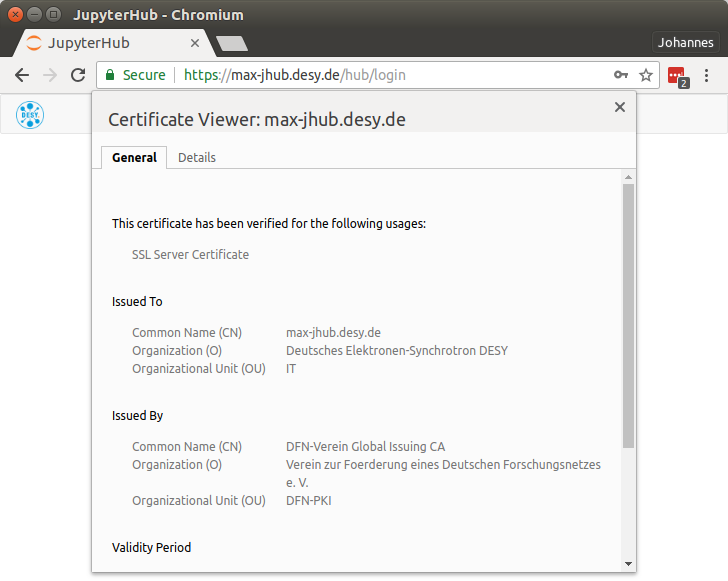 JupyterHub - Chromium
JupyterHub
Johannes
Secure https://max-jhub.desy.de/hub/login
2
DESY.
Certificate Viewer: max-jhub.desy.de
General Details
This certificate has been verified for the following usages:
SSL Server Certificate
Issued To
Common Name (CN) max-jhub.desy.de
Organization (O) Deutsches Elektronen-Synchrotron DESY
Organizational Unit (OU) IT
Issued By
Common Name (CN) DFN-Verein Global Issuing CA
Organization (O) Verein zur Foerderung eines Deutschen Forschungsnetzes
e. V.
Organizational Unit (OU) DFN-PKI
Validity Period